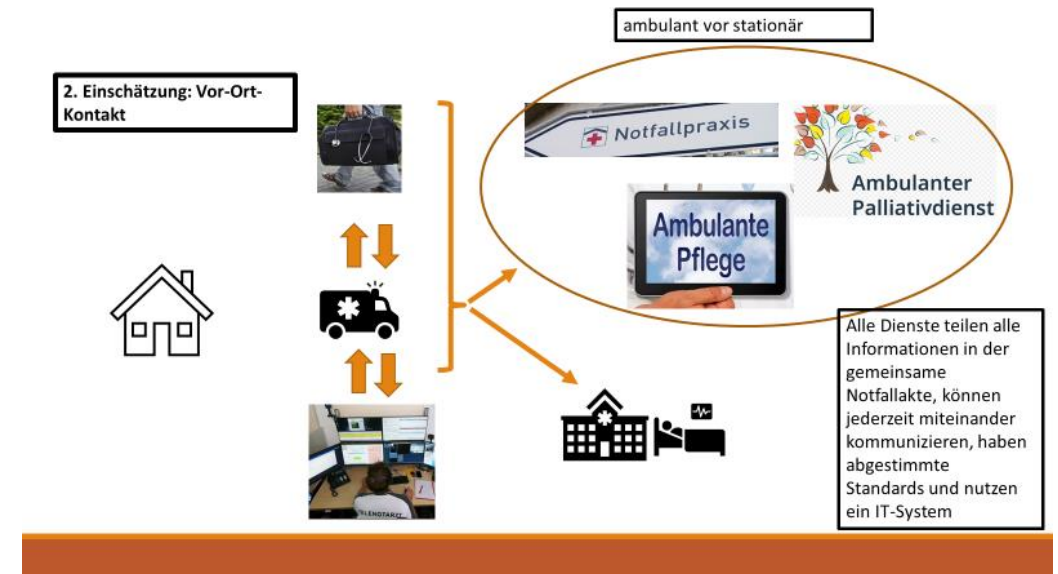 ambulant vor stationär
2. Einschätzung: Vor-Ort-
Kontakt
Notfallpraxis
Ambulanter
Palliativdienst
Ambulante
Pflege
Alle Dienste teilen alle
Informationen in der
gemeinsame
Notfallakte, können
jederzeit miteinander
kommunizieren, haben
abgestimmte
Standards und nutzen
ein IT-System